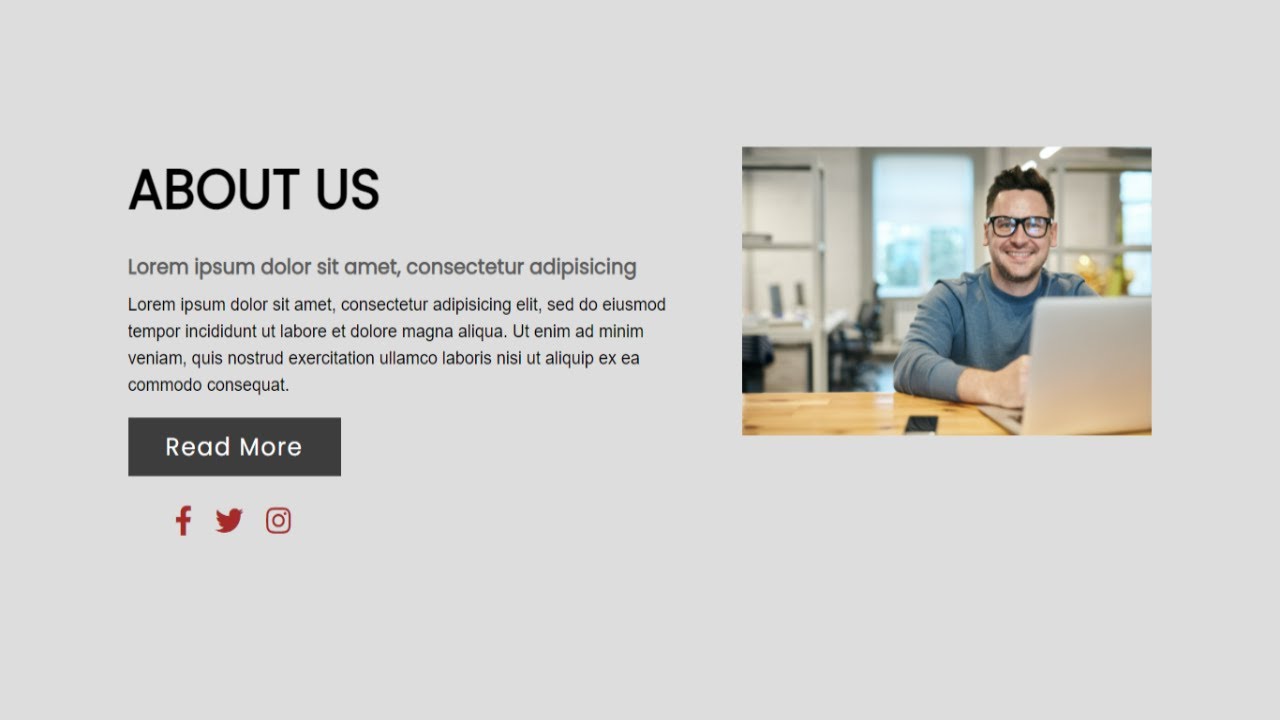 ABOUT US
Lorem ipsum dolor sit amet, consectetur adipisicing
Lorem ipsum dolor sit amet, consectetur adipisicing elit, sed do eiusmod
tempor incididunt ut labore et dolore magna aliqua. Ut enim ad minim
veniam, quis nostrud exercitation ullamco laboris nisi ut aliquip ex ea
commodo consequat.
Read More